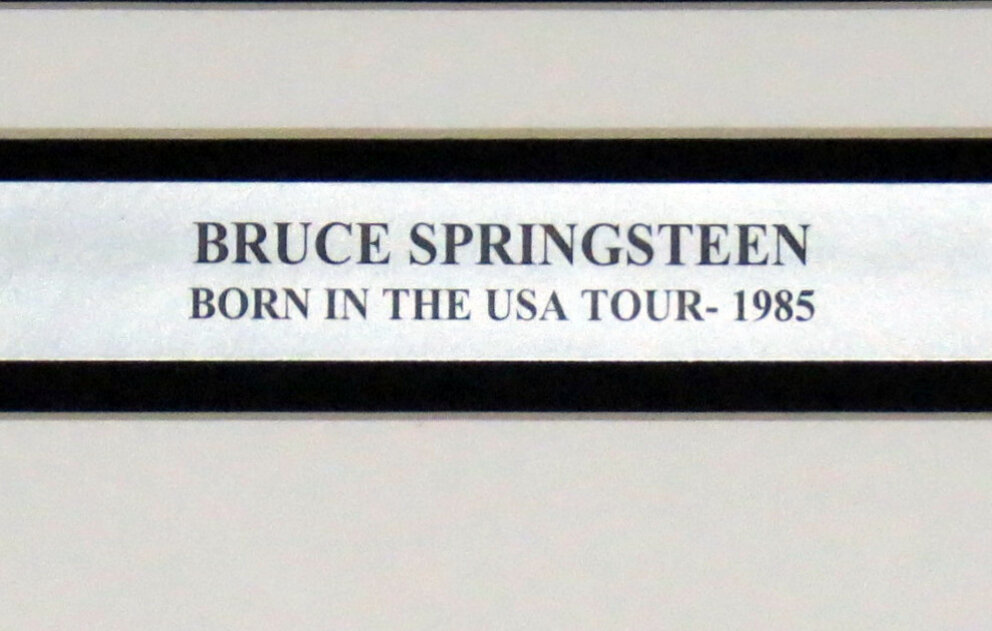 BRUCE SPRINGSTEEN
BORN IN THE USA TOUR- 1985